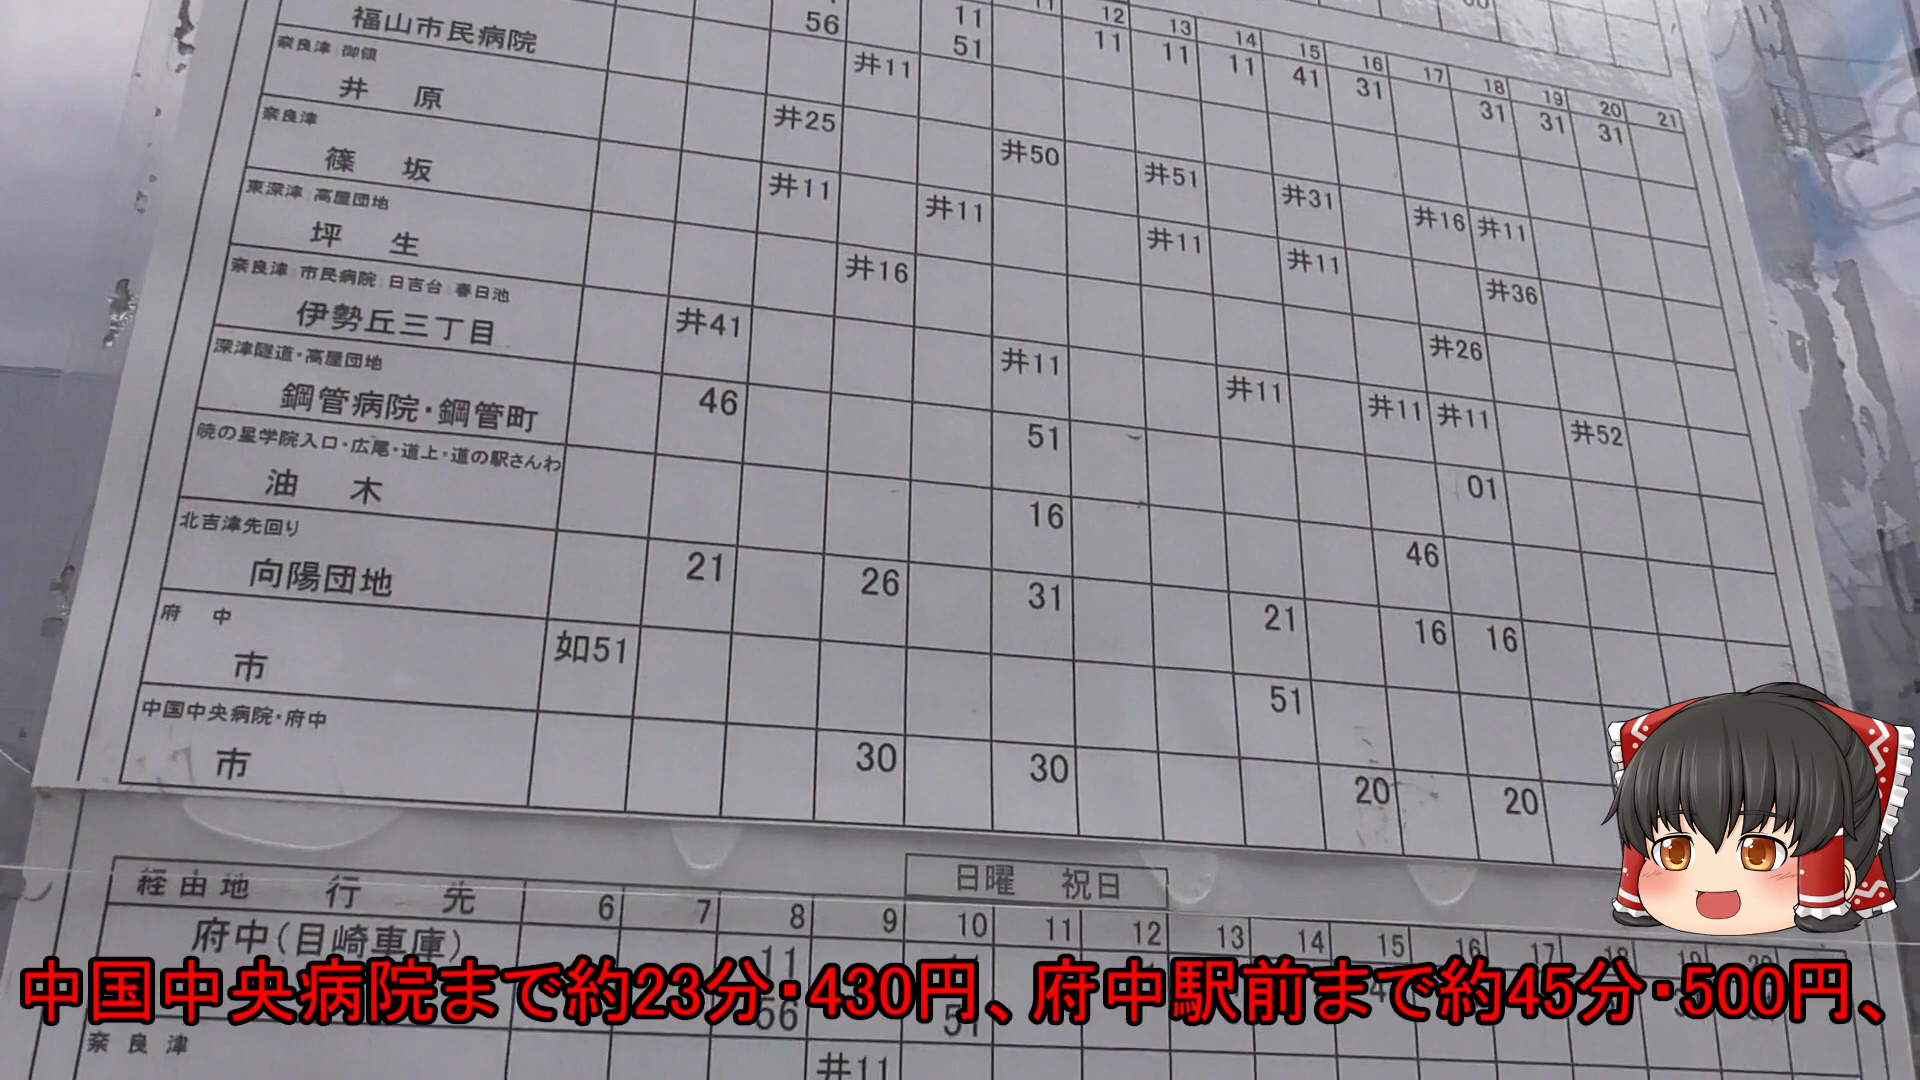 11 12 13 14 15 16 17 18 19 20 21
福山市民病院 56 11 51 11 11 11 41 31 31 31 31
奈良津 御領
井原 井11
井25 井50 井51 井31 井16 井11
奈良津
篠坂 井11 井11 井11 井11 井36
東深津 高屋団地
坪生 井16 井26
奈良津 市民病院 日吉台 春日池
伊勢丘三丁目 井41 井11 井11 井11 井11 井52
深津隧道・高屋団地
鋼管病院・鋼管町 46 51 01
暁の星学院入口・広尾・道上・道の駅さんわ
油木 16 46
北吉津先回り
向陽団地 21 26 31 21 16 16
府中
市 如51 51
中国中央病院・府中
市 30 30 20 20
日曜 祝日
経由地 行先 6 7 8 9 10 11 12 13 14 15 16 17 18 19 20
府中(目崎車庫) 11
56 51
中国中央病院まで約23分・430円、府中駅前まで約45分・500円、
奈良津
井11